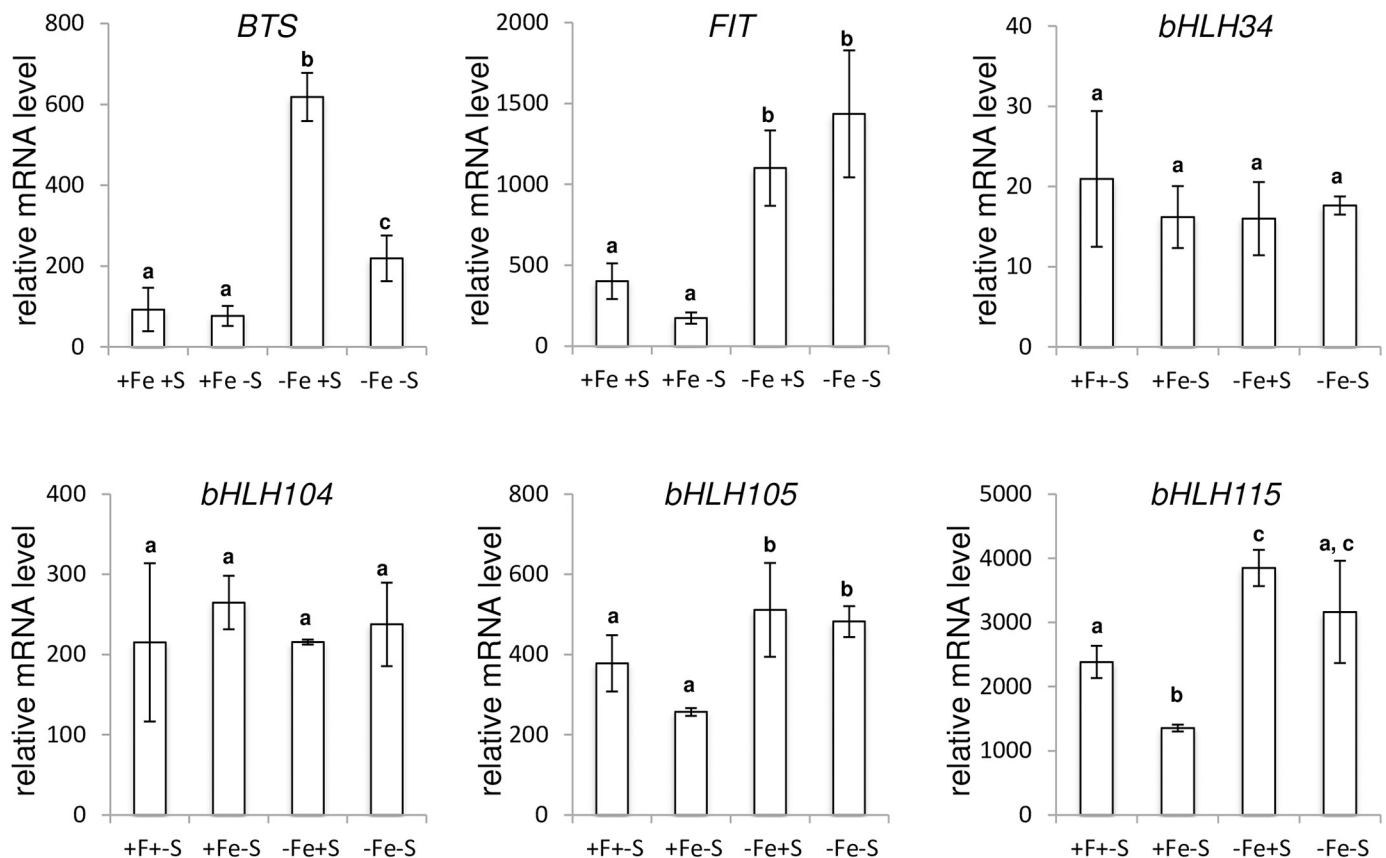 BTS
relative mRNA level
800
600
400
200
0
a
a
b
c
+Fe +S +Fe -S -Fe +S -Fe -S
FIT
relative mRNA level
2000
1500
1000
500
0
a
a
b
b
+Fe +S +Fe -S -Fe +S -Fe -S
bHLH34
relative mRNA level
40
30
20
10
0
a
a
a
a
+F+-S +Fe-S -Fe+S -Fe-S
bHLH104
relative mRNA level
400
300
200
100
0
a
a
a
a
+F+-S +Fe-S -Fe+S -Fe-S
bHLH105
relative mRNA level
800
600
400
200
0
a
a
b
b
+F+-S +Fe-S -Fe+S -Fe-S
bHLH115
relative mRNA level
5000
4000
3000
2000
1000
0
a
b
c
a, c
+F+-S +Fe-S -Fe+S -Fe-S